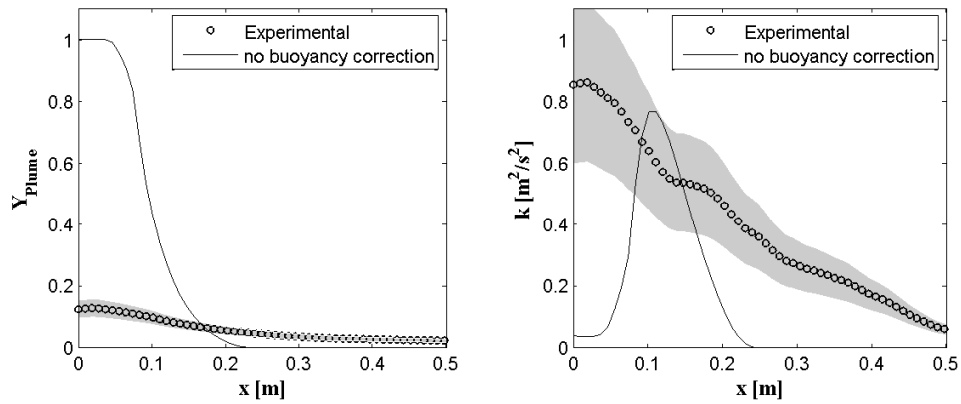 Experimental
no buoyancy correction
1
0.8
0.6
0.4
0.2
0
Y_Plume
0 0.1 0.2 0.3 0.4 0.5
x [m]
Experimental
no buoyancy correction
1
0.8
0.6
0.4
0.2
0
k [m²/s²]
0 0.1 0.2 0.3 0.4 0.5
x [m]